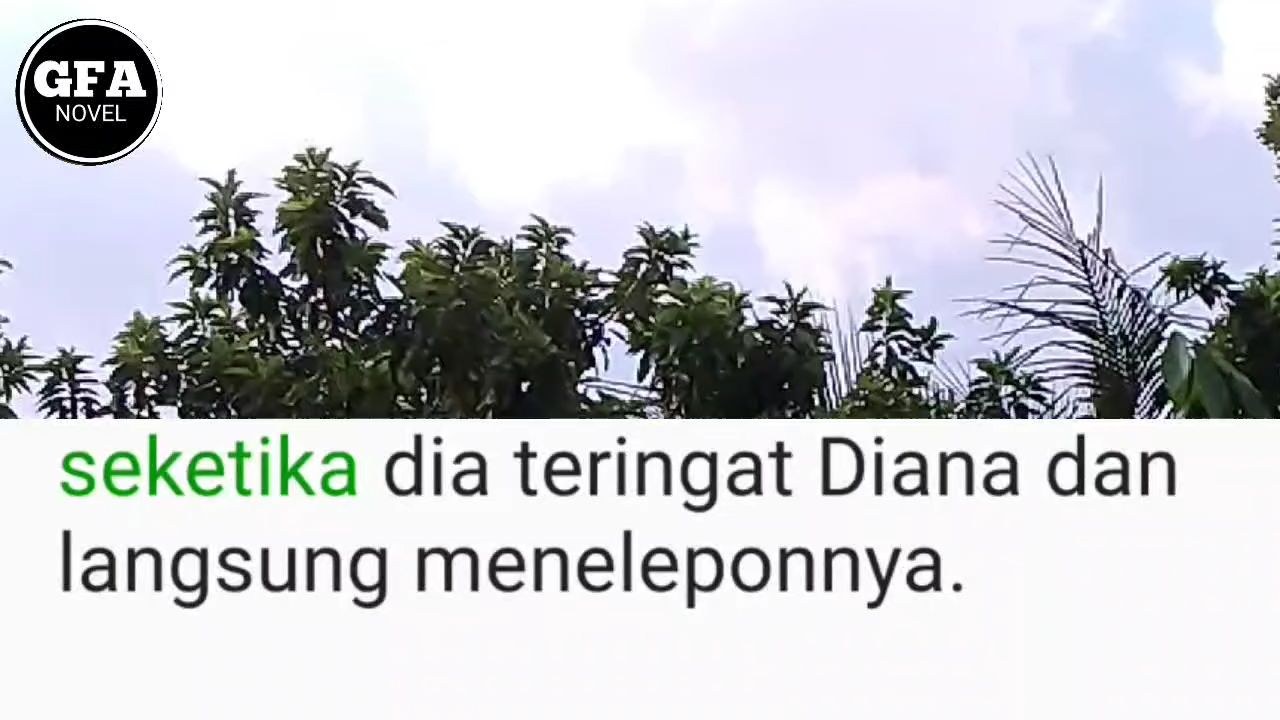 GFA
NOVEL
seketika dia teringat Diana dan
langsung meneleponnya.